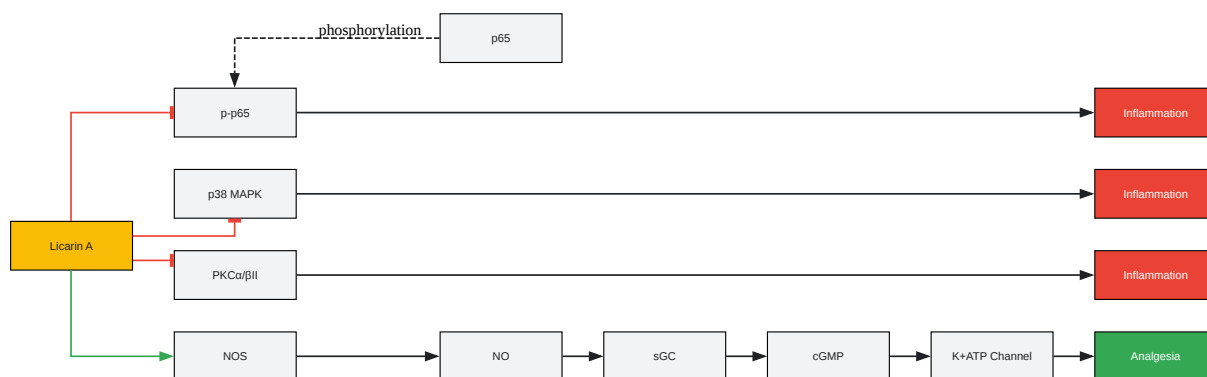 phosphorylation
p65
p-p65
Inflammation
p38 MAPK
Inflammation
Licarin A
PKCα/βII
Inflammation
NOS
NO
sGC
cGMP
K+ATP Channel
Analgesia